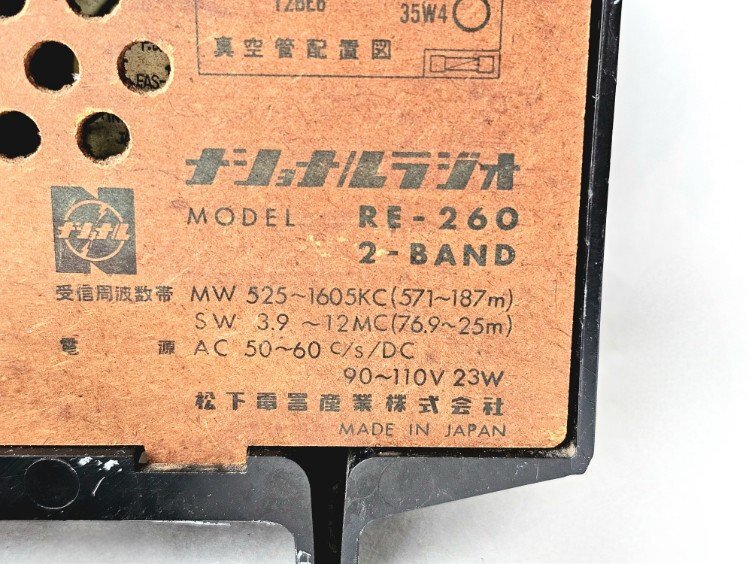 12BE6
35W4
真空管配置図
EAS-
ナショナルラジオ
MODEL RE-260
2-BAND
N
ナショナル
受信周波数帯 MW 525~1605KC(571~187m)
SW 3.9 ~12MC(76.9~25m)
電源 AC 50~60 c/s/DC
90~110V 23W
松下電器産業株式会社
MADE IN JAPAN